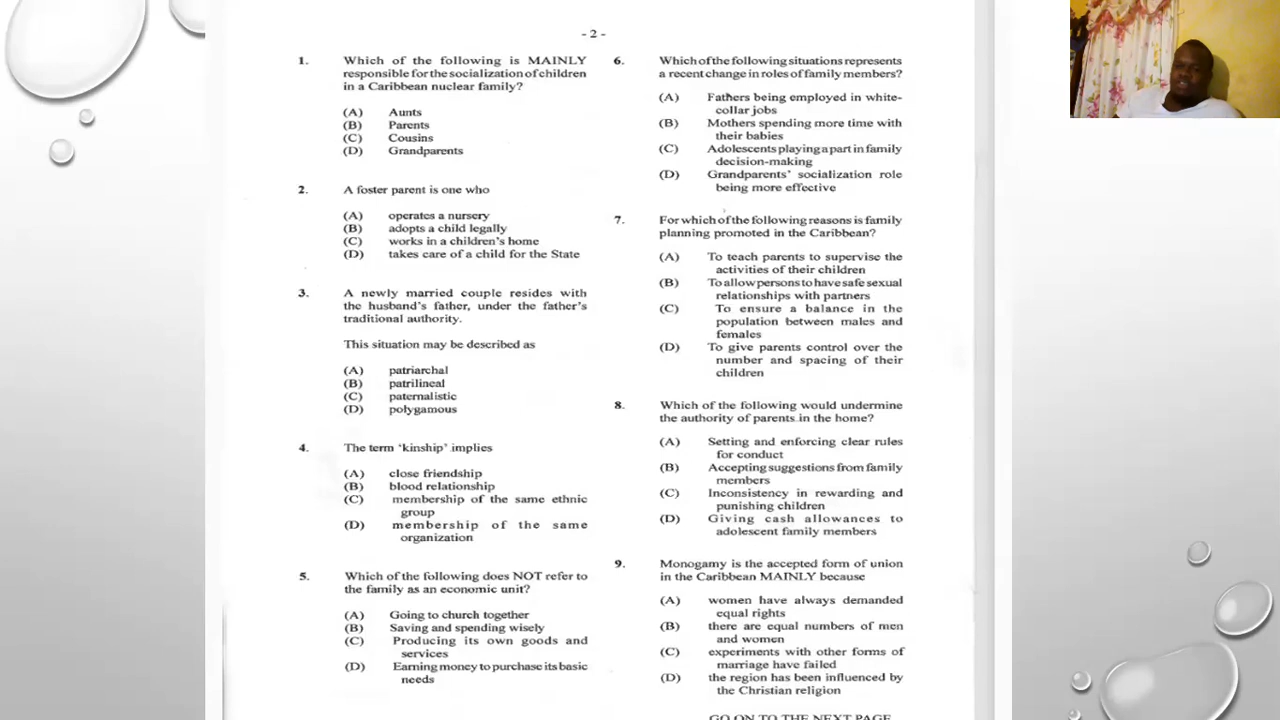 - 2 -
1. Which of the following is MAINLY
responsible for the socialization of children
in a Caribbean nuclear family?
(A) Aunts
(B) Parents
(C) Cousins
(D) Grandparents
2. A foster parent is one who
(A) operates a nursery
(B) adopts a child legally
(C) works in a children's home
(D) takes care of a child for the State
3. A newly married couple resides with
the husband's father, under the father's
traditional authority.
This situation may be described as
(A) patriarchal
(B) patrilineal
(C) paternalistic
(D) polygamous
4. The term 'kinship' implies
(A) close friendship
(B) blood relationship
(C) membership of the same ethnic
group
(D) membership of the same
organization
5. Which of the following does NOT refer to
the family as an economic unit?
(A) Going to church together
(B) Saving and spending wisely
(C) Producing its own goods and
services
(D) Earning money to purchase its basic
needs
6. Which of the following situations represents
a recent change in roles of family members?
(A) Fathers being employed in white-
collar jobs
(B) Mothers spending more time with
their babies
(C) Adolescents playing a part in family
decision-making
(D) Grandparents' socialization role
being more effective
7. For which of the following reasons is family
planning promoted in the Caribbean?
(A) To teach parents to supervise the
activities of their children
(B) To allow persons to have safe sexual
relationships with partners
(C) To ensure a balance in the
population between males and
females
(D) To give parents control over the
number and spacing of their
children
8. Which of the following would undermine
the authority of parents in the home?
(A) Setting and enforcing clear rules
for conduct
(B) Accepting suggestions from family
members
(C) Inconsistency in rewarding and
punishing children
(D) Giving cash allowances to
adolescent family members
9. Monogamy is the accepted form of union
in the Caribbean MAINLY because
(A) women have always demanded
equal rights
(B) there are equal numbers of men
and women
(C) experiments with other forms of
marriage have failed
(D) the region has been influenced by
the Christian religion
GO ON TO THE NEXT PAGE